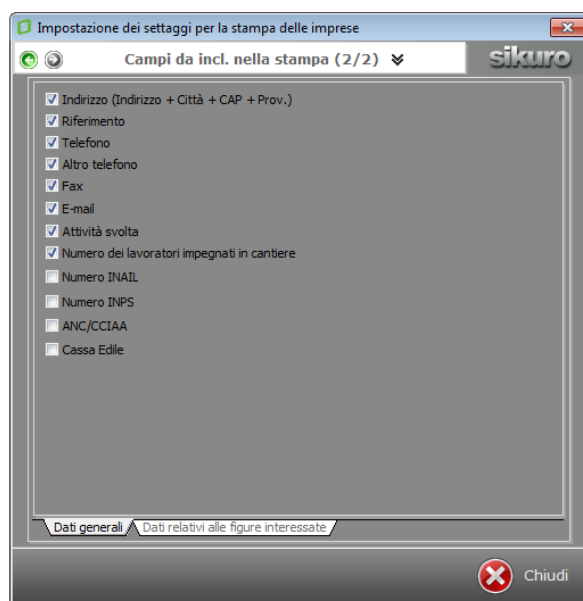 Impostazione dei settaggi per la stampa delle imprese
Campi da incl. nella stampa (2/2)
sikuro
Indirizzo (Indirizzo + Città + CAP + Prov.)
Riferimento
Telefono
Altro telefono
Fax
E-mail
Attività svolta
Numero dei lavoratori impegnati in cantiere
Numero INAIL
Numero INPS
ANC/CCIAA
Cassa Edile
Dati generali
Dati relativi alle figure interessate
Chiudi